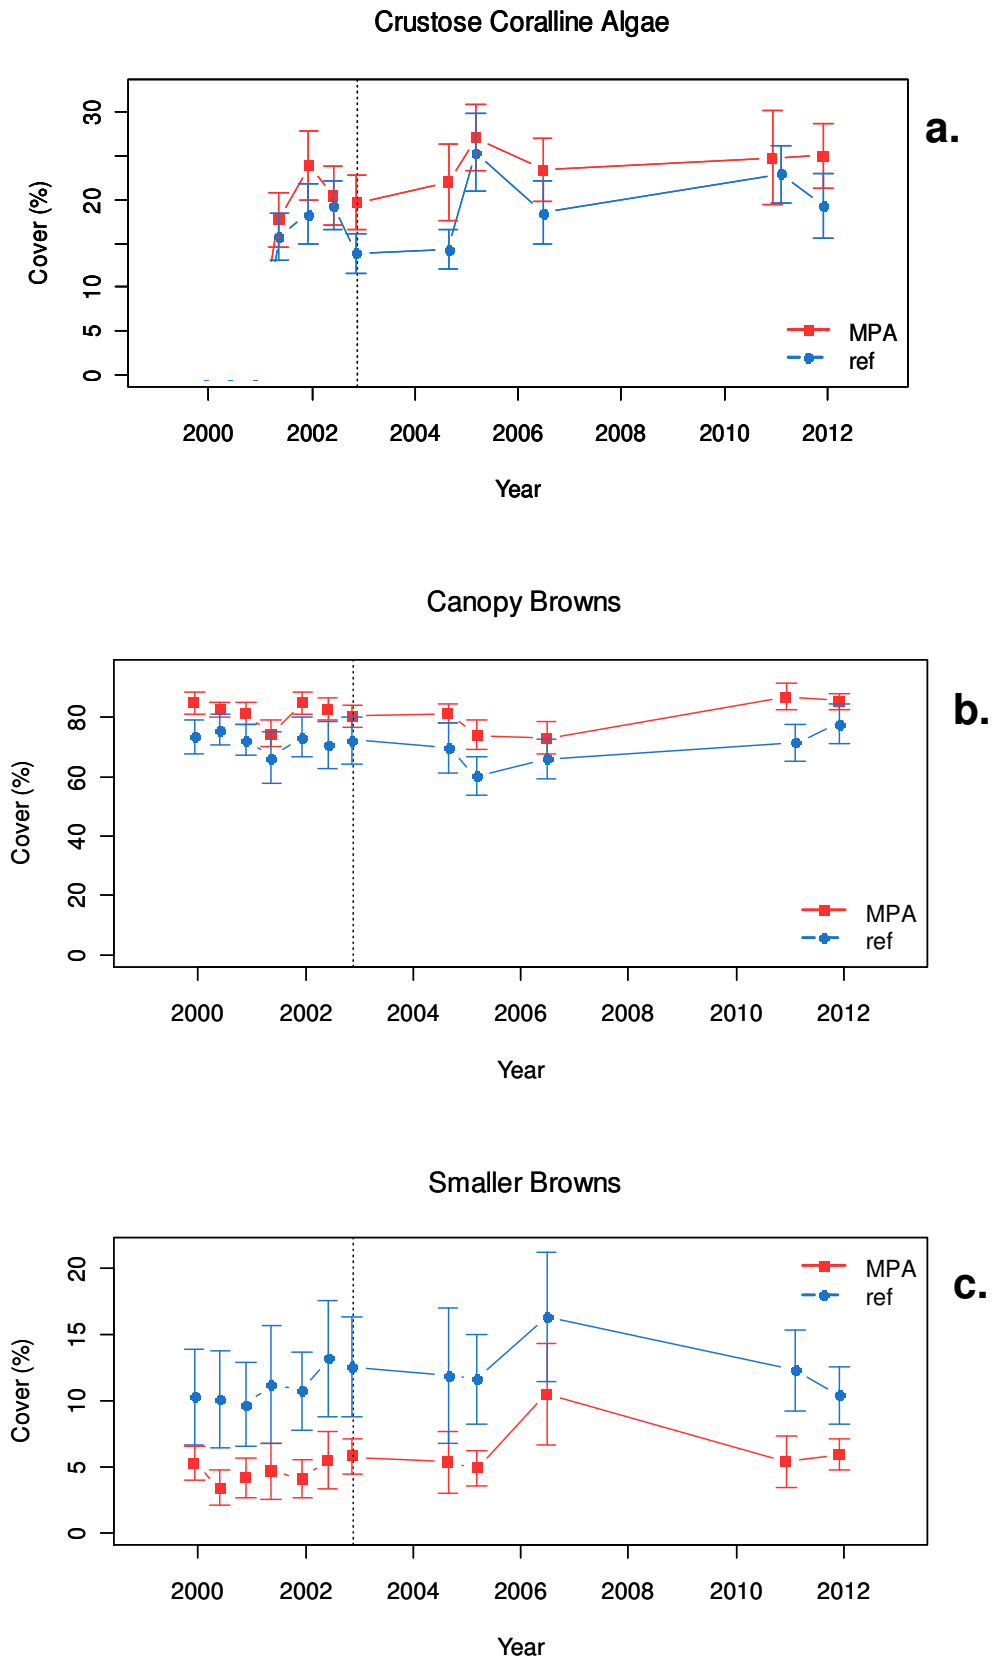 Crustose Coralline Algae
a.
Cover (%)
30
20
10
5
0
MPA
ref
2000 2002 2004 2006 2008 2010 2012
Year
Canopy Browns
b.
Cover (%)
80
60
40
20
0
MPA
ref
2000 2002 2004 2006 2008 2010 2012
Year
Smaller Browns
c.
Cover (%)
20
15
10
5
0
MPA
ref
2000 2002 2004 2006 2008 2010 2012
Year